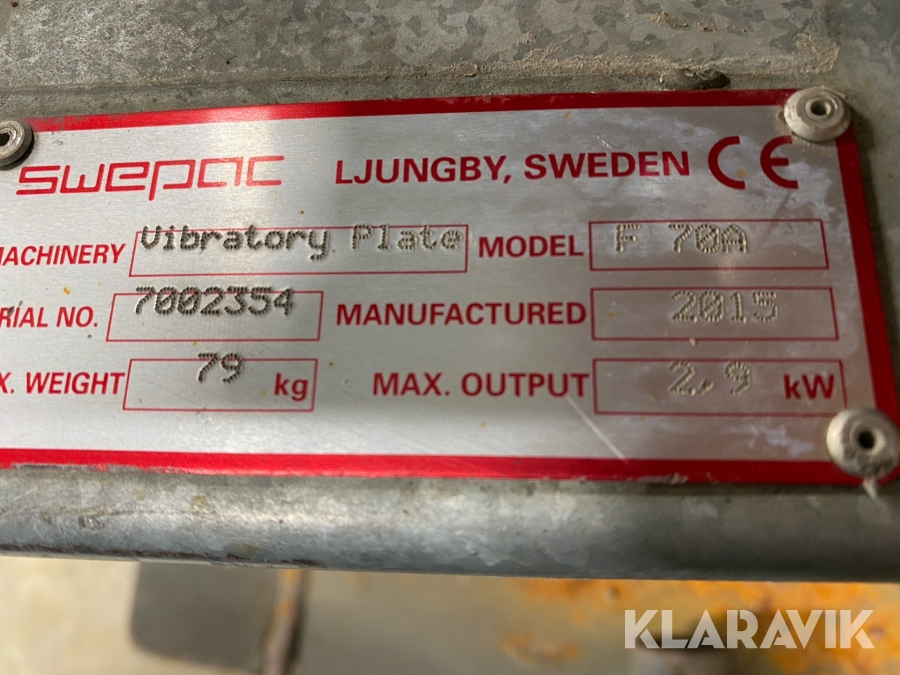 swepac LJUNGBY, SWEDEN CE
MACHINERY Vibratory Plate MODEL F 70A
RIAL NO. 7002354 MANUFACTURED 2015
X. WEIGHT 79 kg MAX. OUTPUT 2.9 kW
KLARAVIK